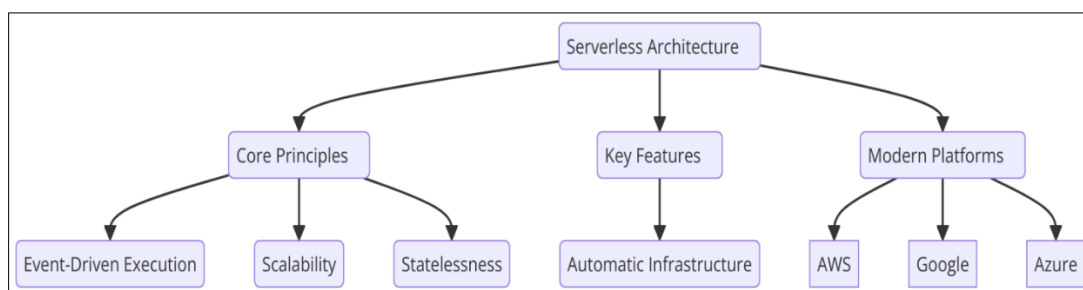 Serverless Architecture
Core Principles
Key Features
Modern Platforms
Event-Driven Execution
Scalability
Statelessness
Automatic Infrastructure
AWS
Google
Azure